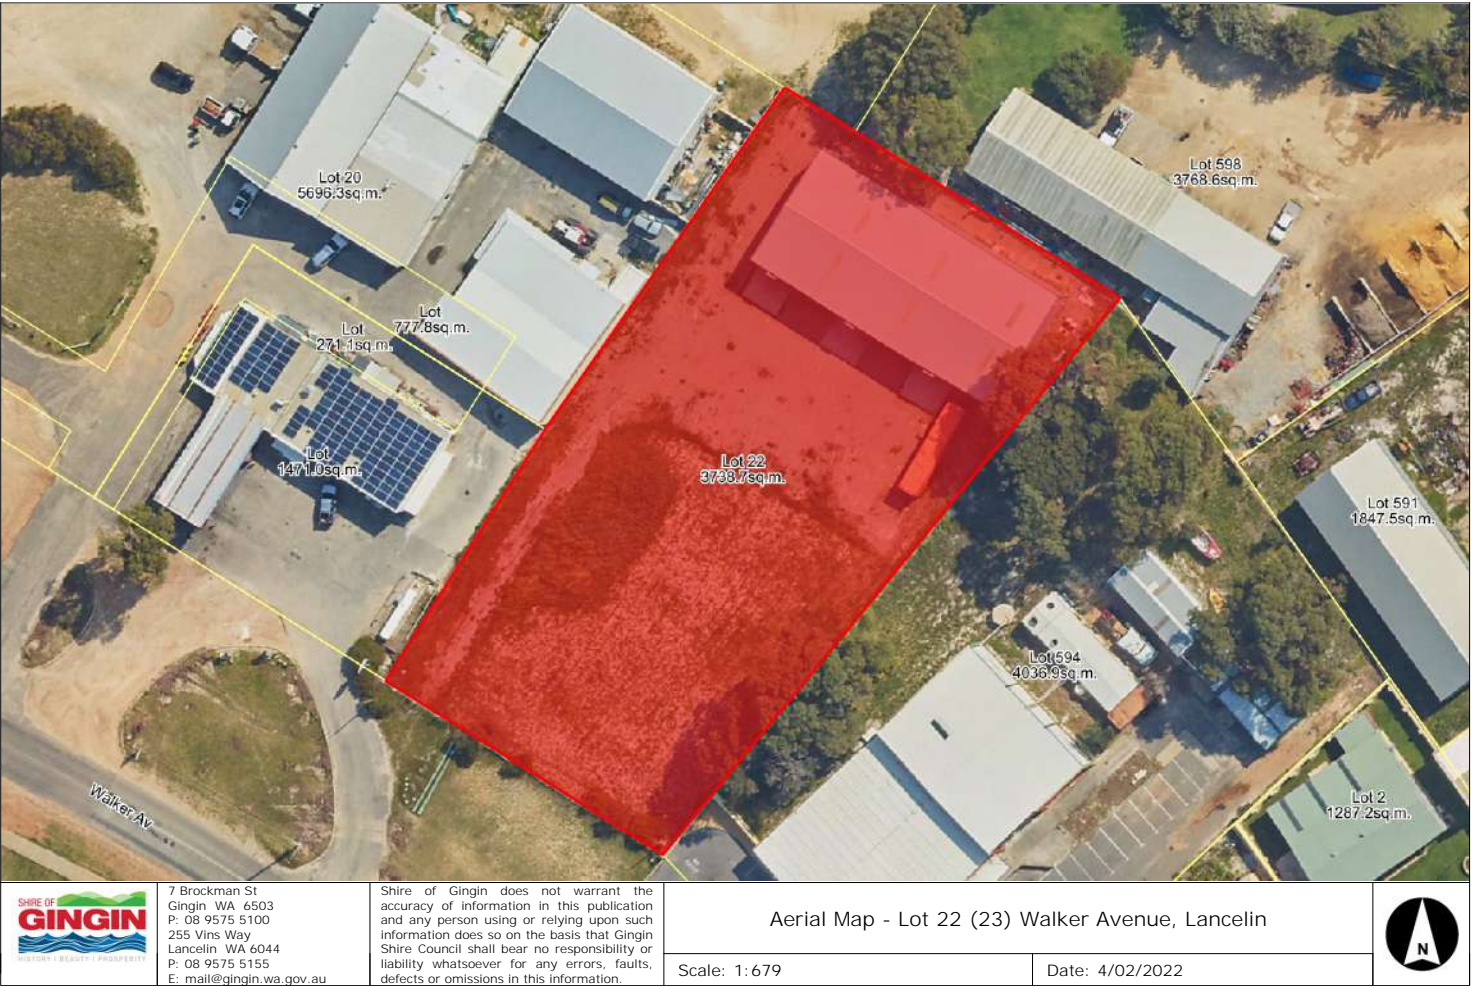 Lot 20
5696.3sq.m.
Lot 598
3768.6sq.m.
Lot
777.8sq.m.
Lot
271.1sq.m.
Lot
1471.0sq.m.
Lot 22
3738.7sq.m.
Lot 591
1847.5sq.m.
Lot 594
4036.9sq.m.
Lot 2
1287.2sq.m.
Walker Av
SHIRE OF
GINGIN
HISTORY | BEAUTY | PROSPERITY
7 Brockman St
Gingin WA 6503
P: 08 9575 5100
255 Vins Way
Lancelin WA 6044
P: 08 9575 5155
E: mail@gingin.wa.gov.au
Shire of Gingin does not warrant the
accuracy of information in this publication
and any person using or relying upon such
information does so on the basis that Gingin
Shire Council shall bear no responsibility or
liability whatsoever for any errors, faults,
defects or omissions in this information.
Aerial Map - Lot 22 (23) Walker Avenue, Lancelin
Scale: 1:679
Date: 4/02/2022
N